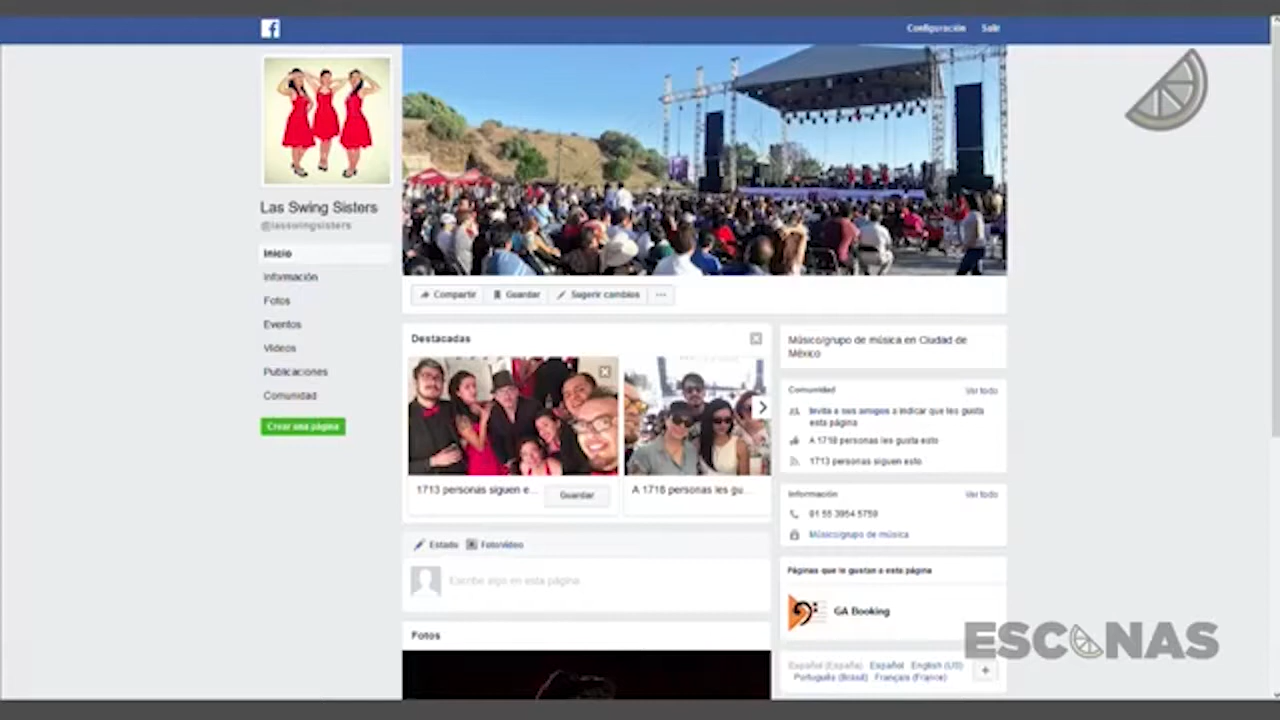 Configuración Salir
Las Swing Sisters
@lasswingsisters
Inicio
Información
Fotos
Eventos
Videos
Publicaciones
Comunidad
Crear una página
Compartir Guardar Sugerir cambios ...
Destacadas
1713 personas siguen e... Guardar
A 1718 personas les gu...
Estado Foto/video
Escribe algo en esta página
Fotos
Músico/grupo de música en Ciudad de
México
Comunidad Ver todo
Invita a sus amigos a indicar que les gusta
esta página
A 1718 personas les gusta esto
1713 personas siguen esto
Información Ver todo
01 55 3954 5759
Músico/grupo de música
Páginas que le gustan a esta página
GA Booking
Español (España) Español English (US)
Português (Brasil) Français (France)
ESCENAS